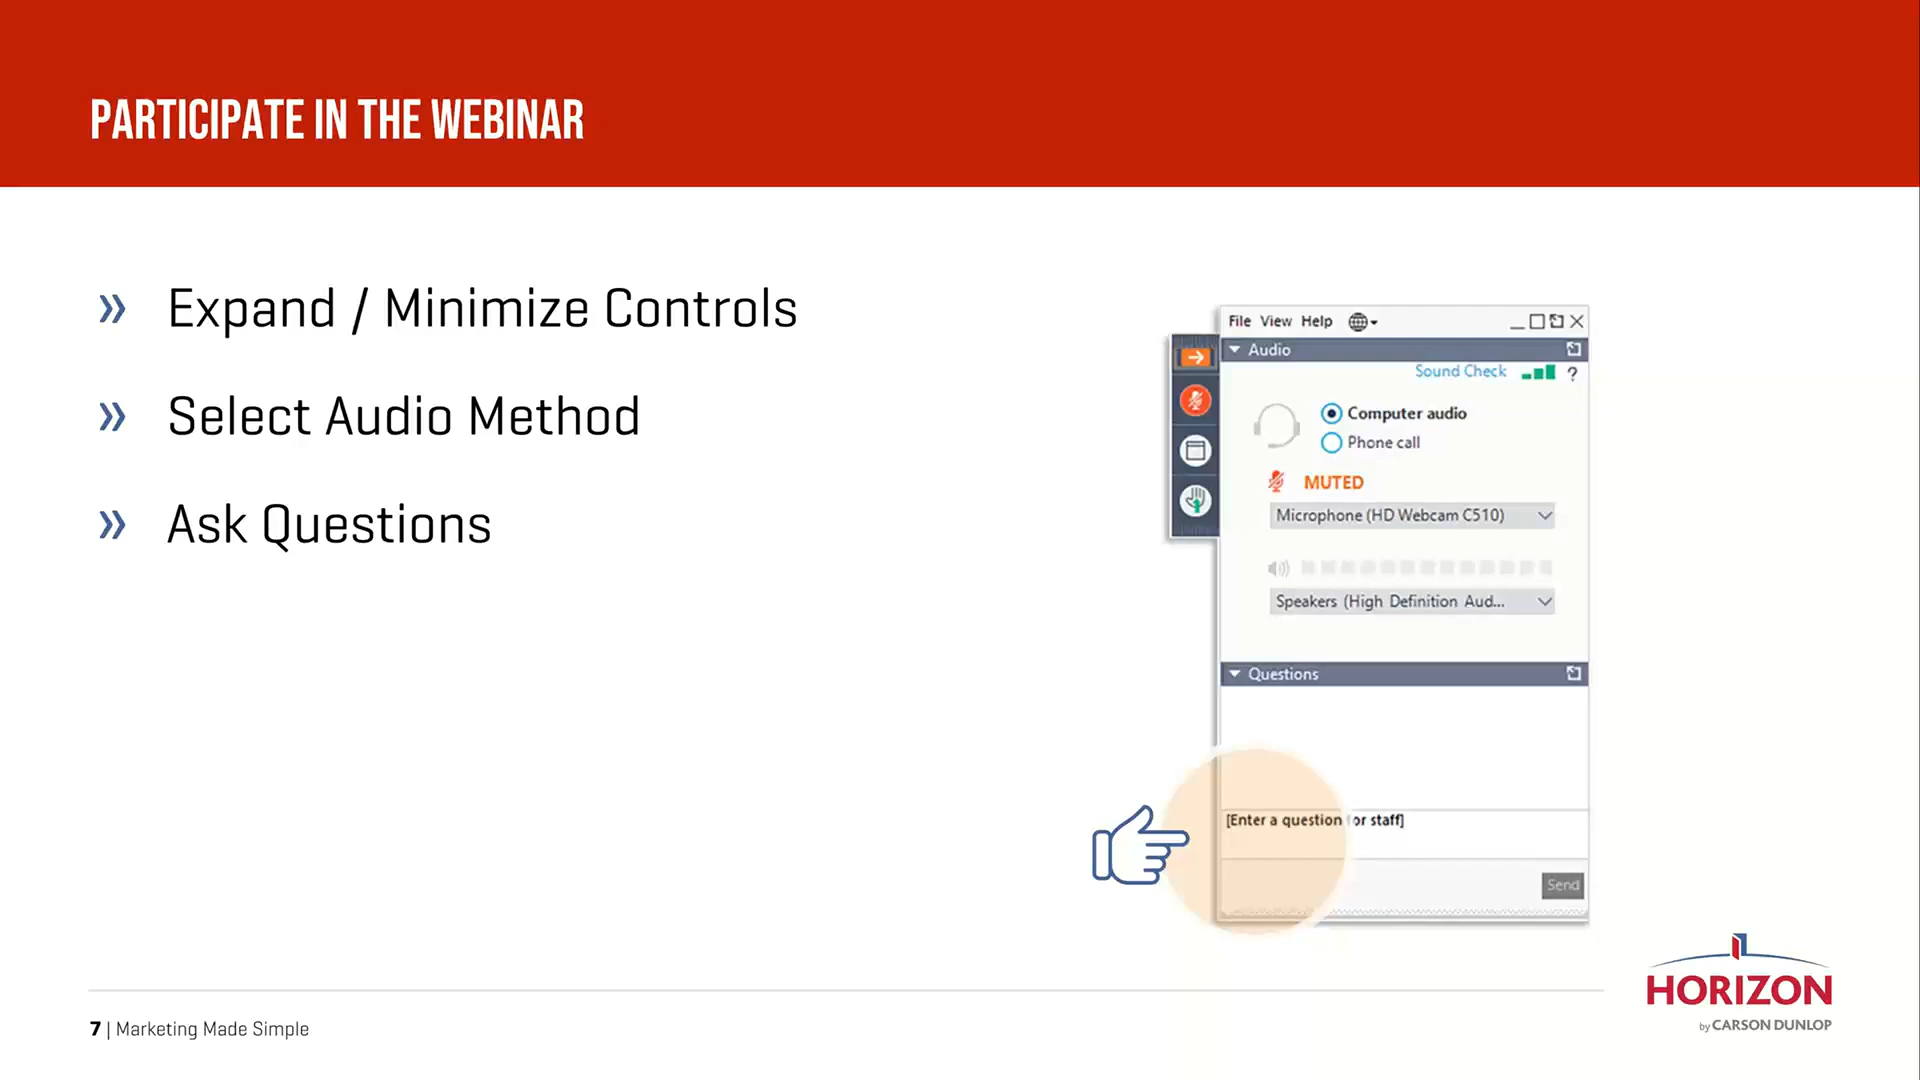 PARTICIPATE IN THE WEBINAR
» Expand / Minimize Controls
» Select Audio Method
» Ask Questions
File View Help
Audio
Sound Check ?
Computer audio
Phone call
MUTED
Microphone (HD Webcam C510)
Speakers (High Definition Aud...
Questions
[Enter a question for staff]
Send
HORIZON
by CARSON DUNLOP
7 | Marketing Made Simple